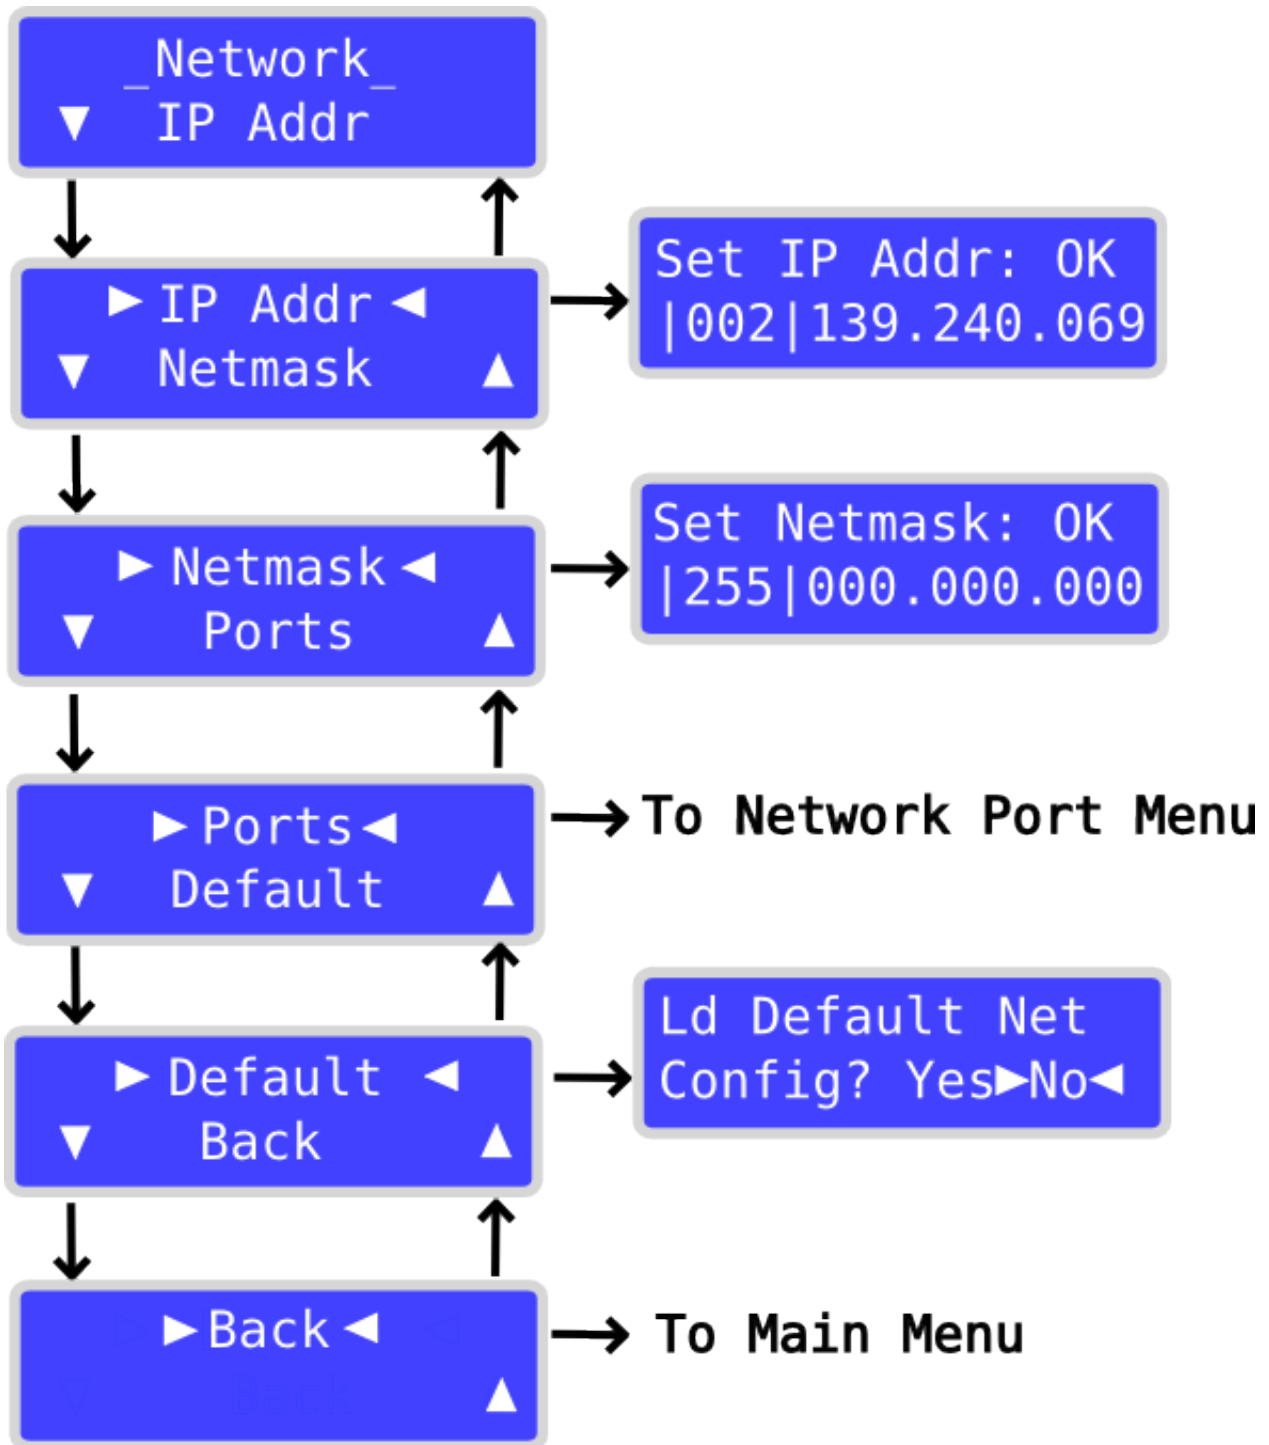 _Network_
▼ IP Addr
►IP Addr◄
▼ Netmask ▲
Set IP Addr: OK
|002|139.240.069
►Netmask◄
▼ Ports ▲
Set Netmask: OK
|255|000.000.000
►Ports◄
▼ Default ▲
To Network Port Menu
►Default ◄
▼ Back ▲
Ld Default Net
Config? Yes►No◄
►Back◄
▲
To Main Menu